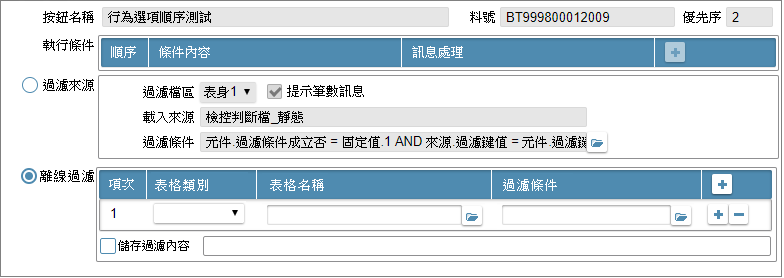 按鈕名稱 行為選項順序測試 料號 BT999800012009 優先序 2
執行條件 順序 條件內容 訊息處理
過濾來源
過濾檔區 表身1 提示筆數訊息
載入來源 檢控判斷檔_靜態
過濾條件 元件.過濾條件成立否 = 固定值.1 AND 來源.過濾鍵值 = 元件.過濾鍵
離線過濾 項次 表格類別 表格名稱 過濾條件
1
儲存過濾內容